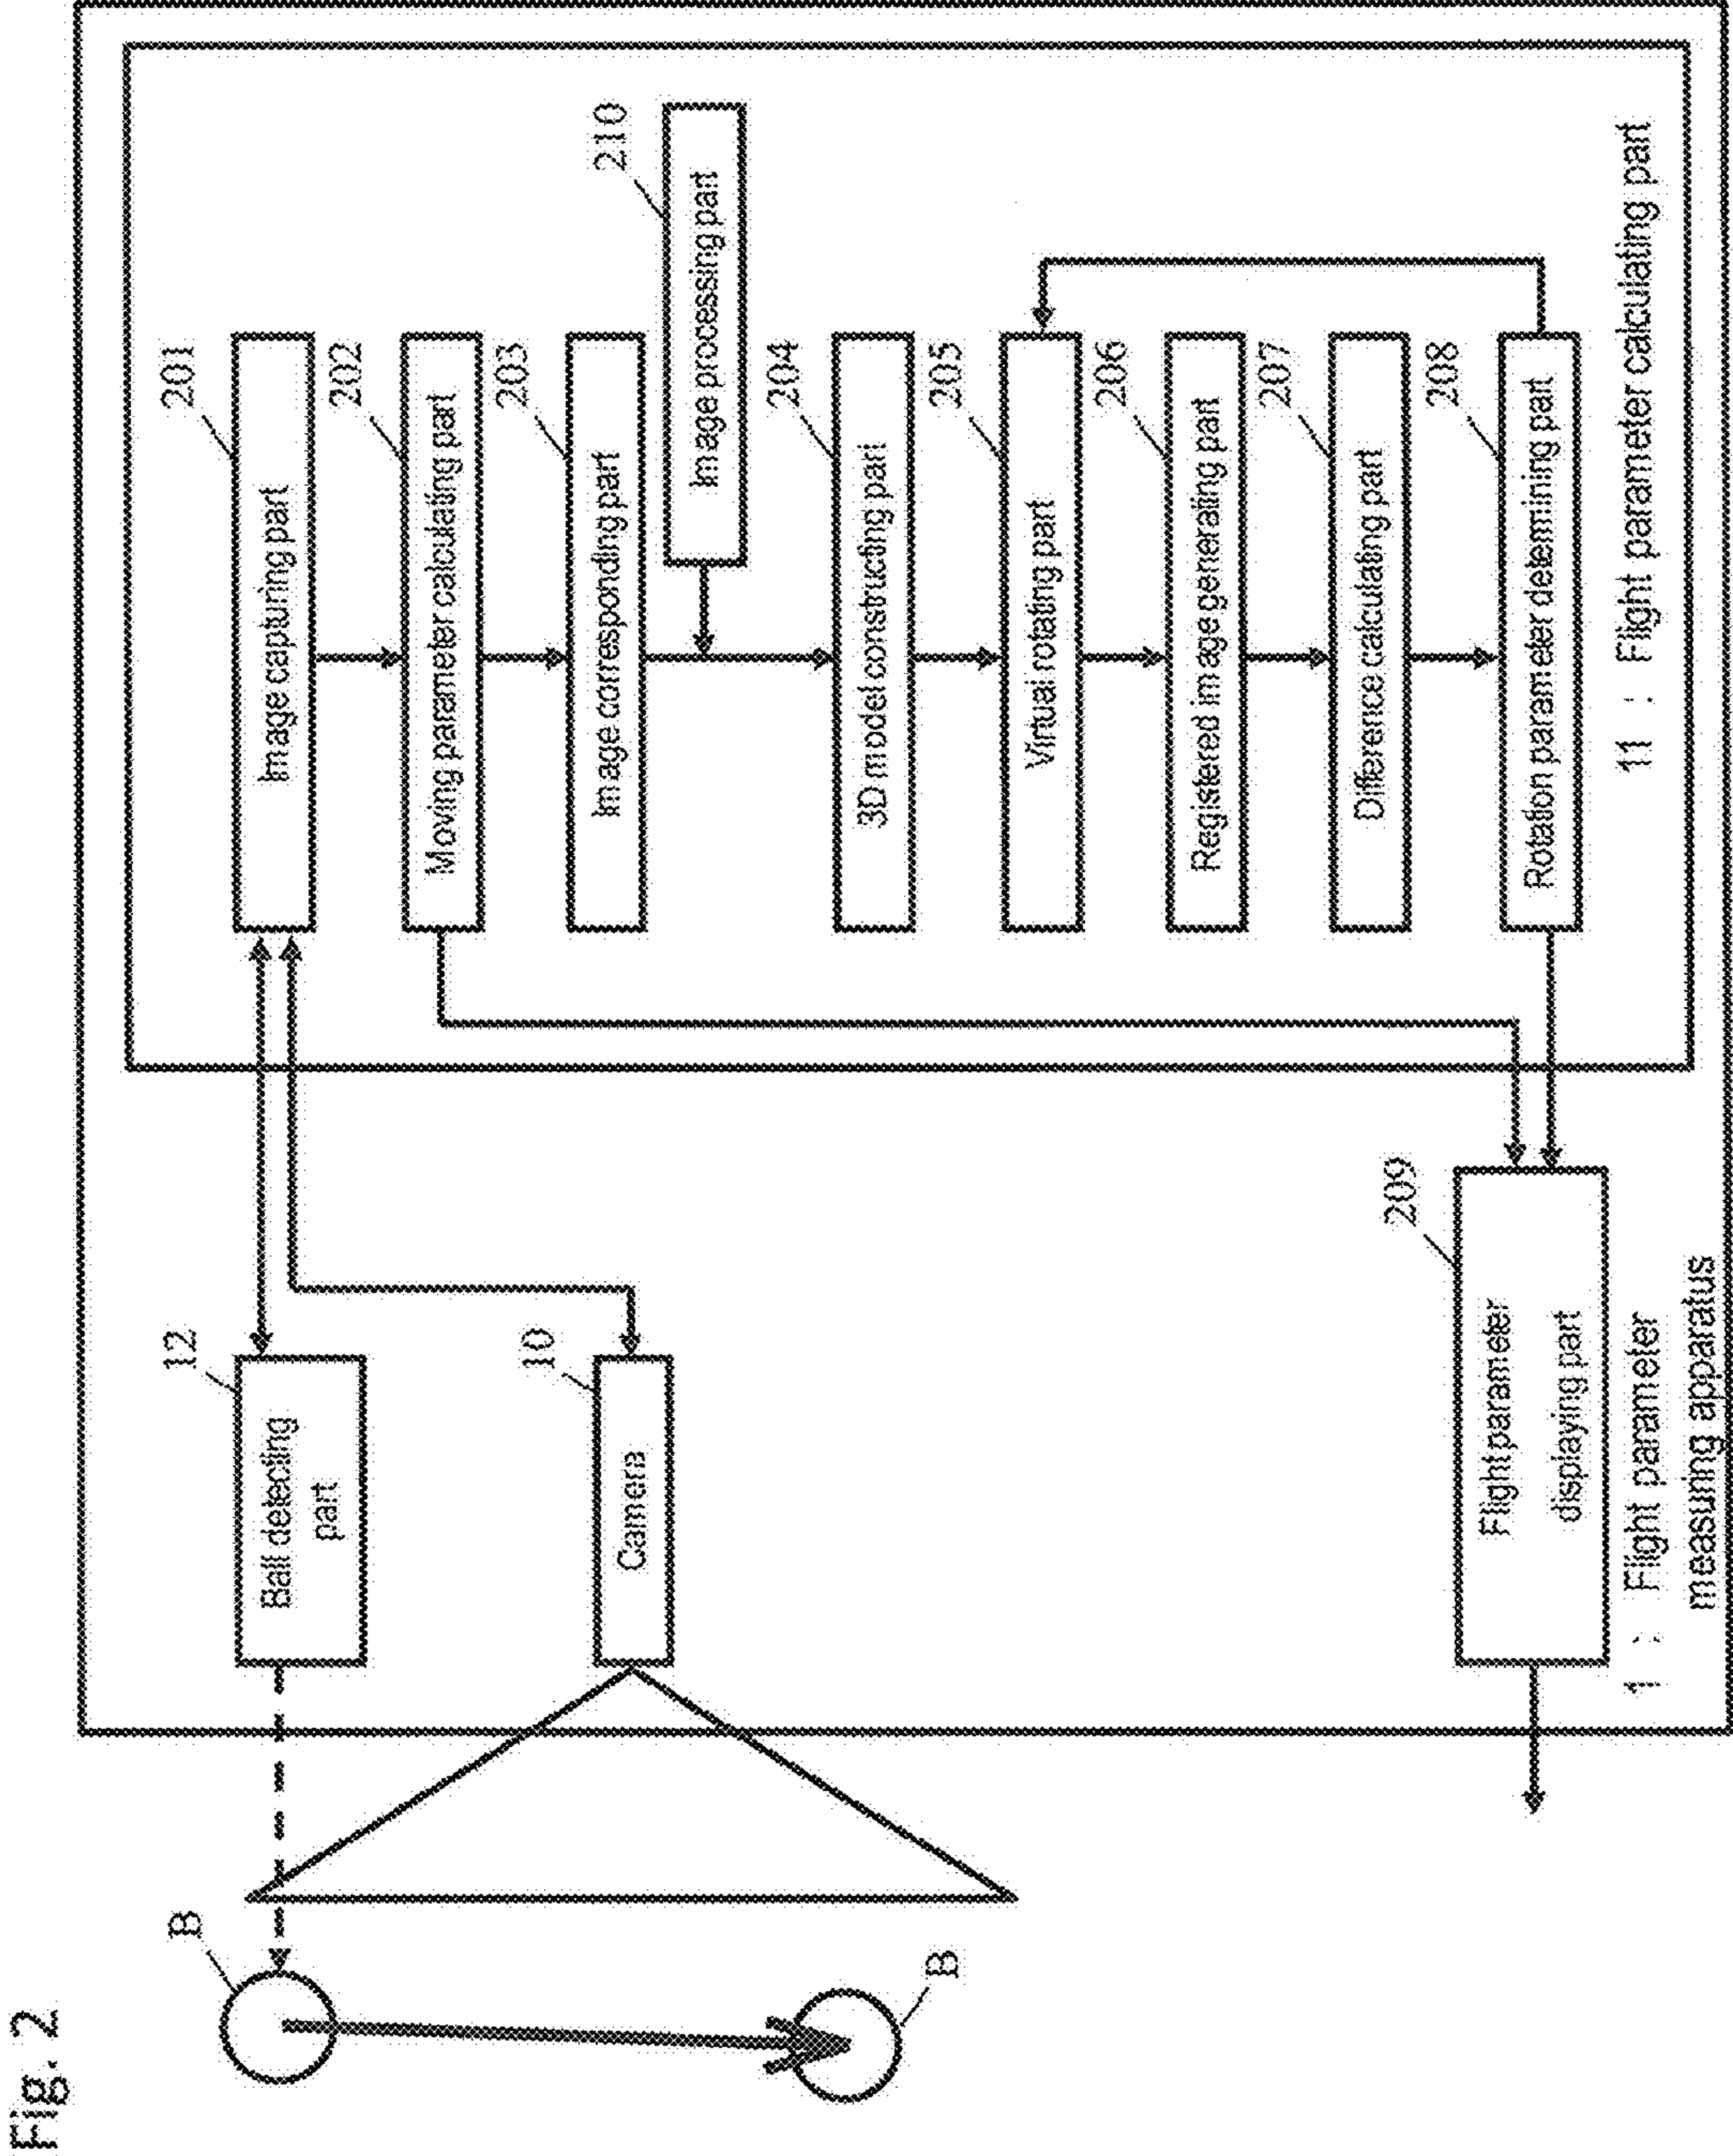 Fig. 2
B
B
12
Ball detecting
part
10
Camera
209
Flight parameter
displaying part
1 : Flight parameter
measuring apparatus
201
Image capturing part
202
Moving parameter calculating part
203
Image corresponding part
210
Image processing part
204
3D model constructing part
205
Virtual rotating part
206
Registered image generating part
207
Difference calculating part
208
Rotation parameter determining part
11 : Flight parameter calculating part